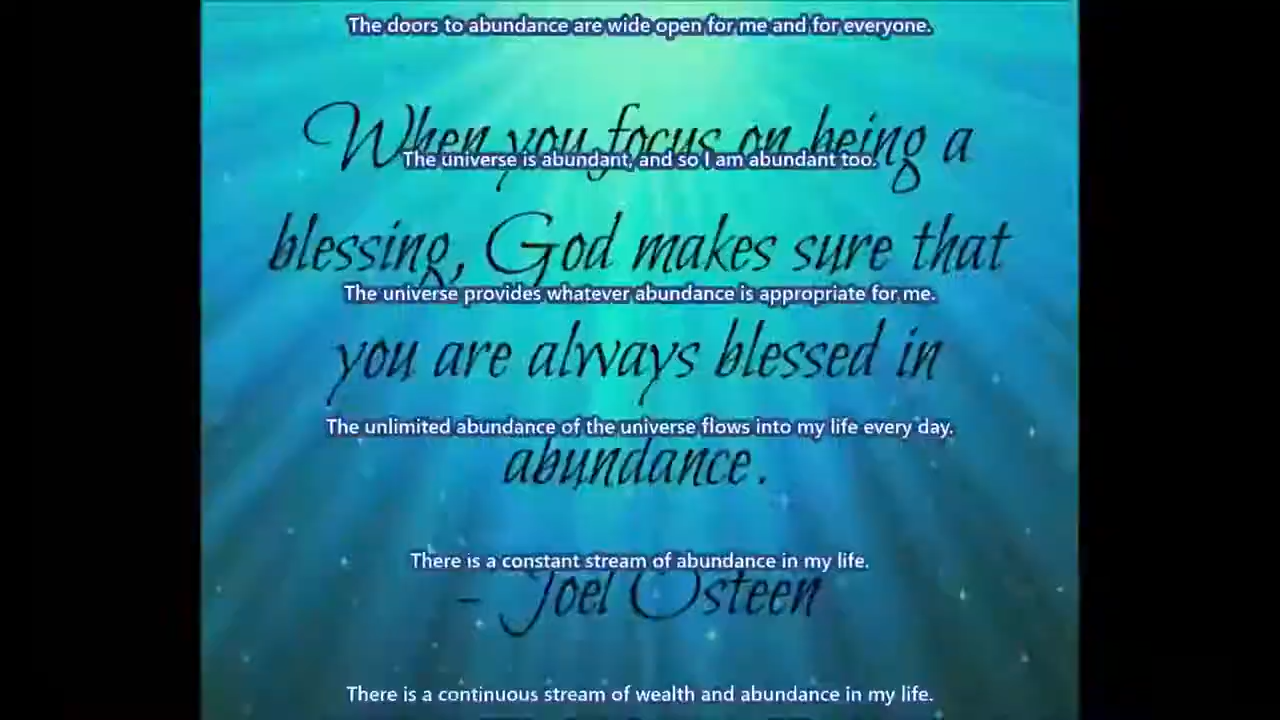 The doors to abundance are wide open for me and for everyone.
When you focus on being a
The universe is abundant, and so I am abundant too.
blessing, God makes sure that
The universe provides whatever abundance is appropriate for me.
you are always blessed in
The unlimited abundance of the universe flows into my life every day.
abundance.
There is a constant stream of abundance in my life.
- Joel Osteen
There is a continuous stream of wealth and abundance in my life.